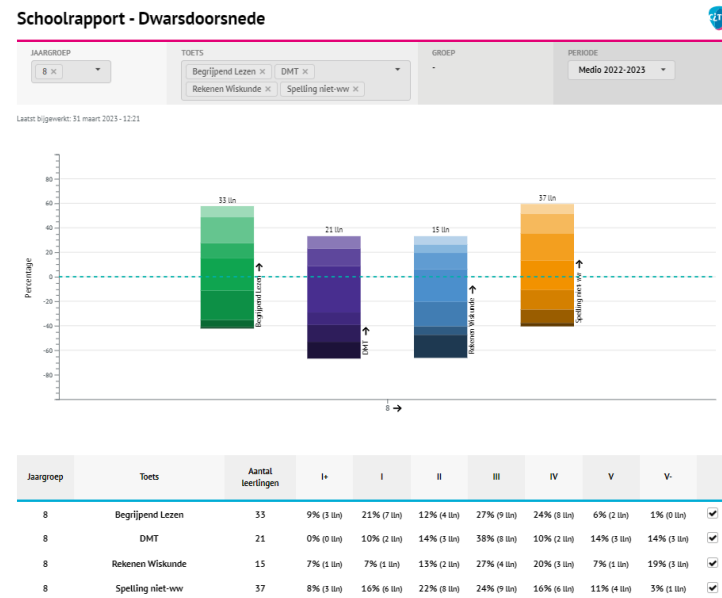 Schoolrapport - Dwarsdoorsnede
JAARGROEP
8 ×
TOETS
Begrijpend Lezen × DMT ×
Rekenen Wiskunde × Spelling niet-ww ×
GROEP
-
PERIODE
Medio 2022-2023
Laatst bijgewerkt: 31 maart 2023 - 12:21
Percentage
80
60
40
20
0
-20
-40
-60
-80
33 lln
21 lln
15 lln
37 lln
Begrijpend Lezen →
DMT →
Rekenen Wiskunde →
Spelling niet-ww →
8 →
Jaargroep Toets Aantal leerlingen I+ I II III IV V V-
8 Begrijpend Lezen 33 9% (3 lln) 21% (7 lln) 12% (4 lln) 27% (9 lln) 24% (8 lln) 6% (2 lln) 1% (0 lln)
8 DMT 21 0% (0 lln) 10% (2 lln) 14% (3 lln) 38% (8 lln) 10% (2 lln) 14% (3 lln) 14% (3 lln)
8 Rekenen Wiskunde 15 7% (1 lln) 7% (1 lln) 13% (2 lln) 27% (4 lln) 20% (3 lln) 7% (1 lln) 19% (3 lln)
8 Spelling niet-ww 37 8% (3 lln) 16% (6 lln) 22% (8 lln) 24% (9 lln) 16% (6 lln) 11% (4 lln) 3% (1 lln)